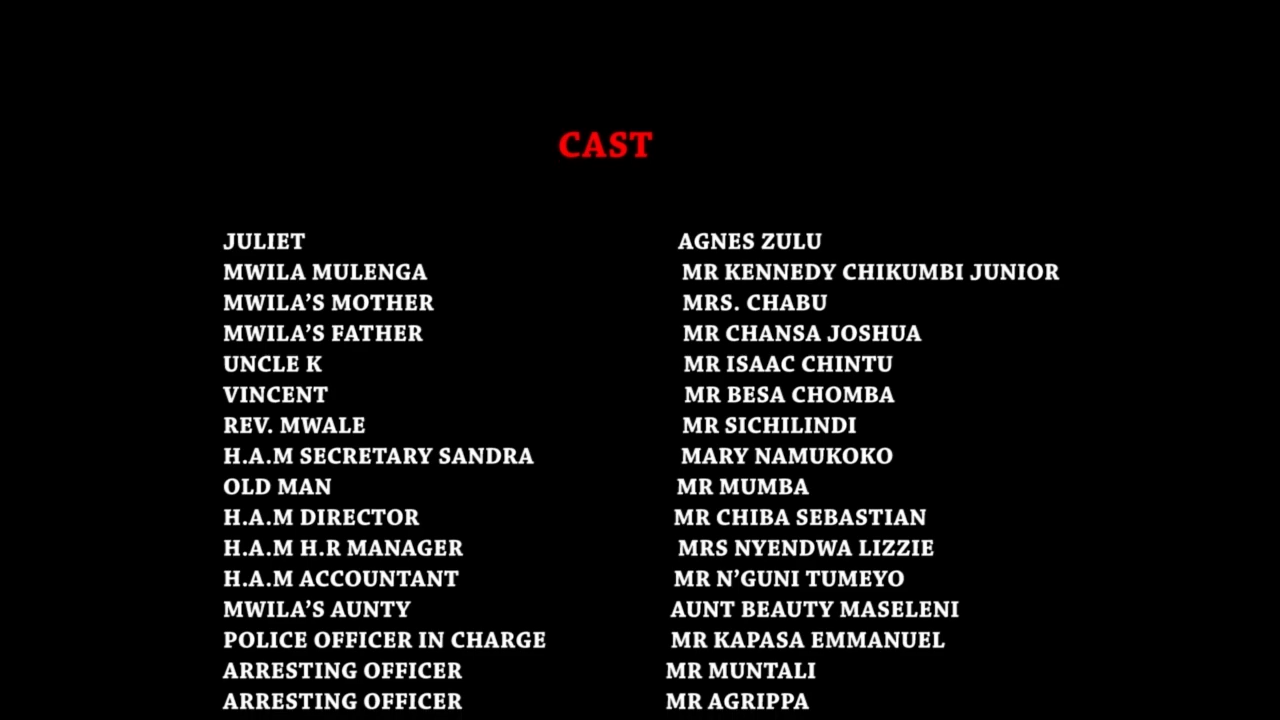 CAST
JULIET AGNES ZULU
MWILA MULENGA MR KENNEDY CHIKUMBI JUNIOR
MWILA’S MOTHER MRS. CHABU
MWILA’S FATHER MR CHANSA JOSHUA
UNCLE K MR ISAAC CHINTU
VINCENT MR BESA CHOMBA
REV. MWALE MR SICHILINDI
H.A.M SECRETARY SANDRA MARY NAMUKOKO
OLD MAN MR MUMBA
H.A.M DIRECTOR MR CHIBA SEBASTIAN
H.A.M H.R MANAGER MRS NYENDWA LIZZIE
H.A.M ACCOUNTANT MR N’GUNI TUMEYO
MWILA’S AUNTY AUNT BEAUTY MASELENI
POLICE OFFICER IN CHARGE MR KAPASA EMMANUEL
ARRESTING OFFICER MR MUNTALI
ARRESTING OFFICER MR AGRIPPA